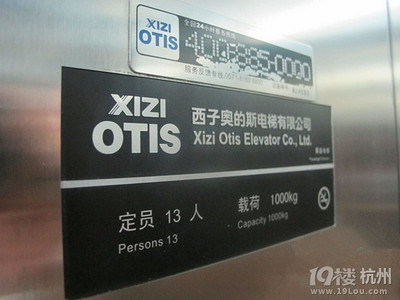 XIZI
OTIS
全国24小时服务热线
400-885-0000
XIZI
OTIS
西子奥的斯电梯有限公司
Xizi Otis Elevator Co., Ltd.
定员 13 人
Persons 13
载荷 1000kg
Capacity 1000kg
19楼 杭州
www.19Lou.com